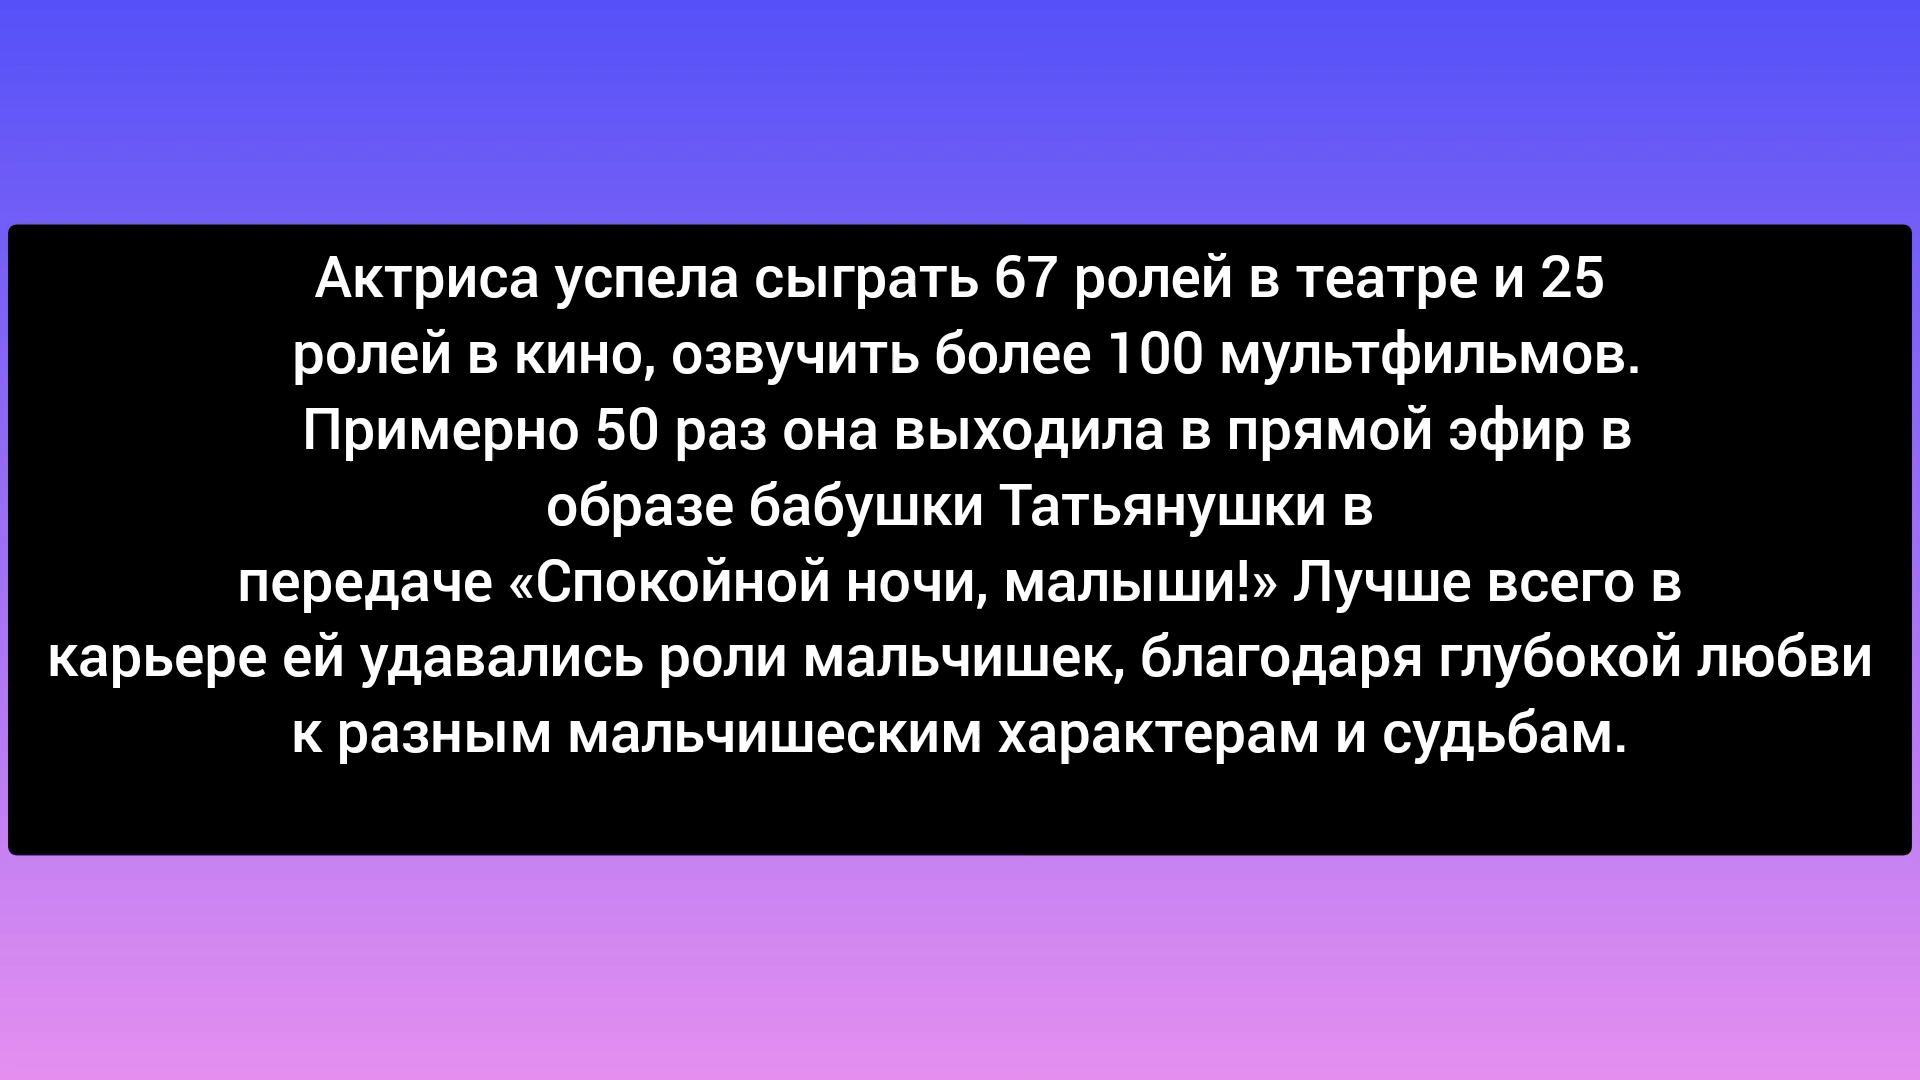 Актриса успела сыграть 67 ролей в театре и 25
ролей в кино, озвучить более 100 мультфильмов.
Примерно 50 раз она выходила в прямой эфир в
образе бабушки Татьянушки в
передаче «Спокойной ночи, малыши!» Лучше всего в
карьере ей удавались роли мальчишек, благодаря глубокой любви
к разным мальчишеским характерам и судьбам.